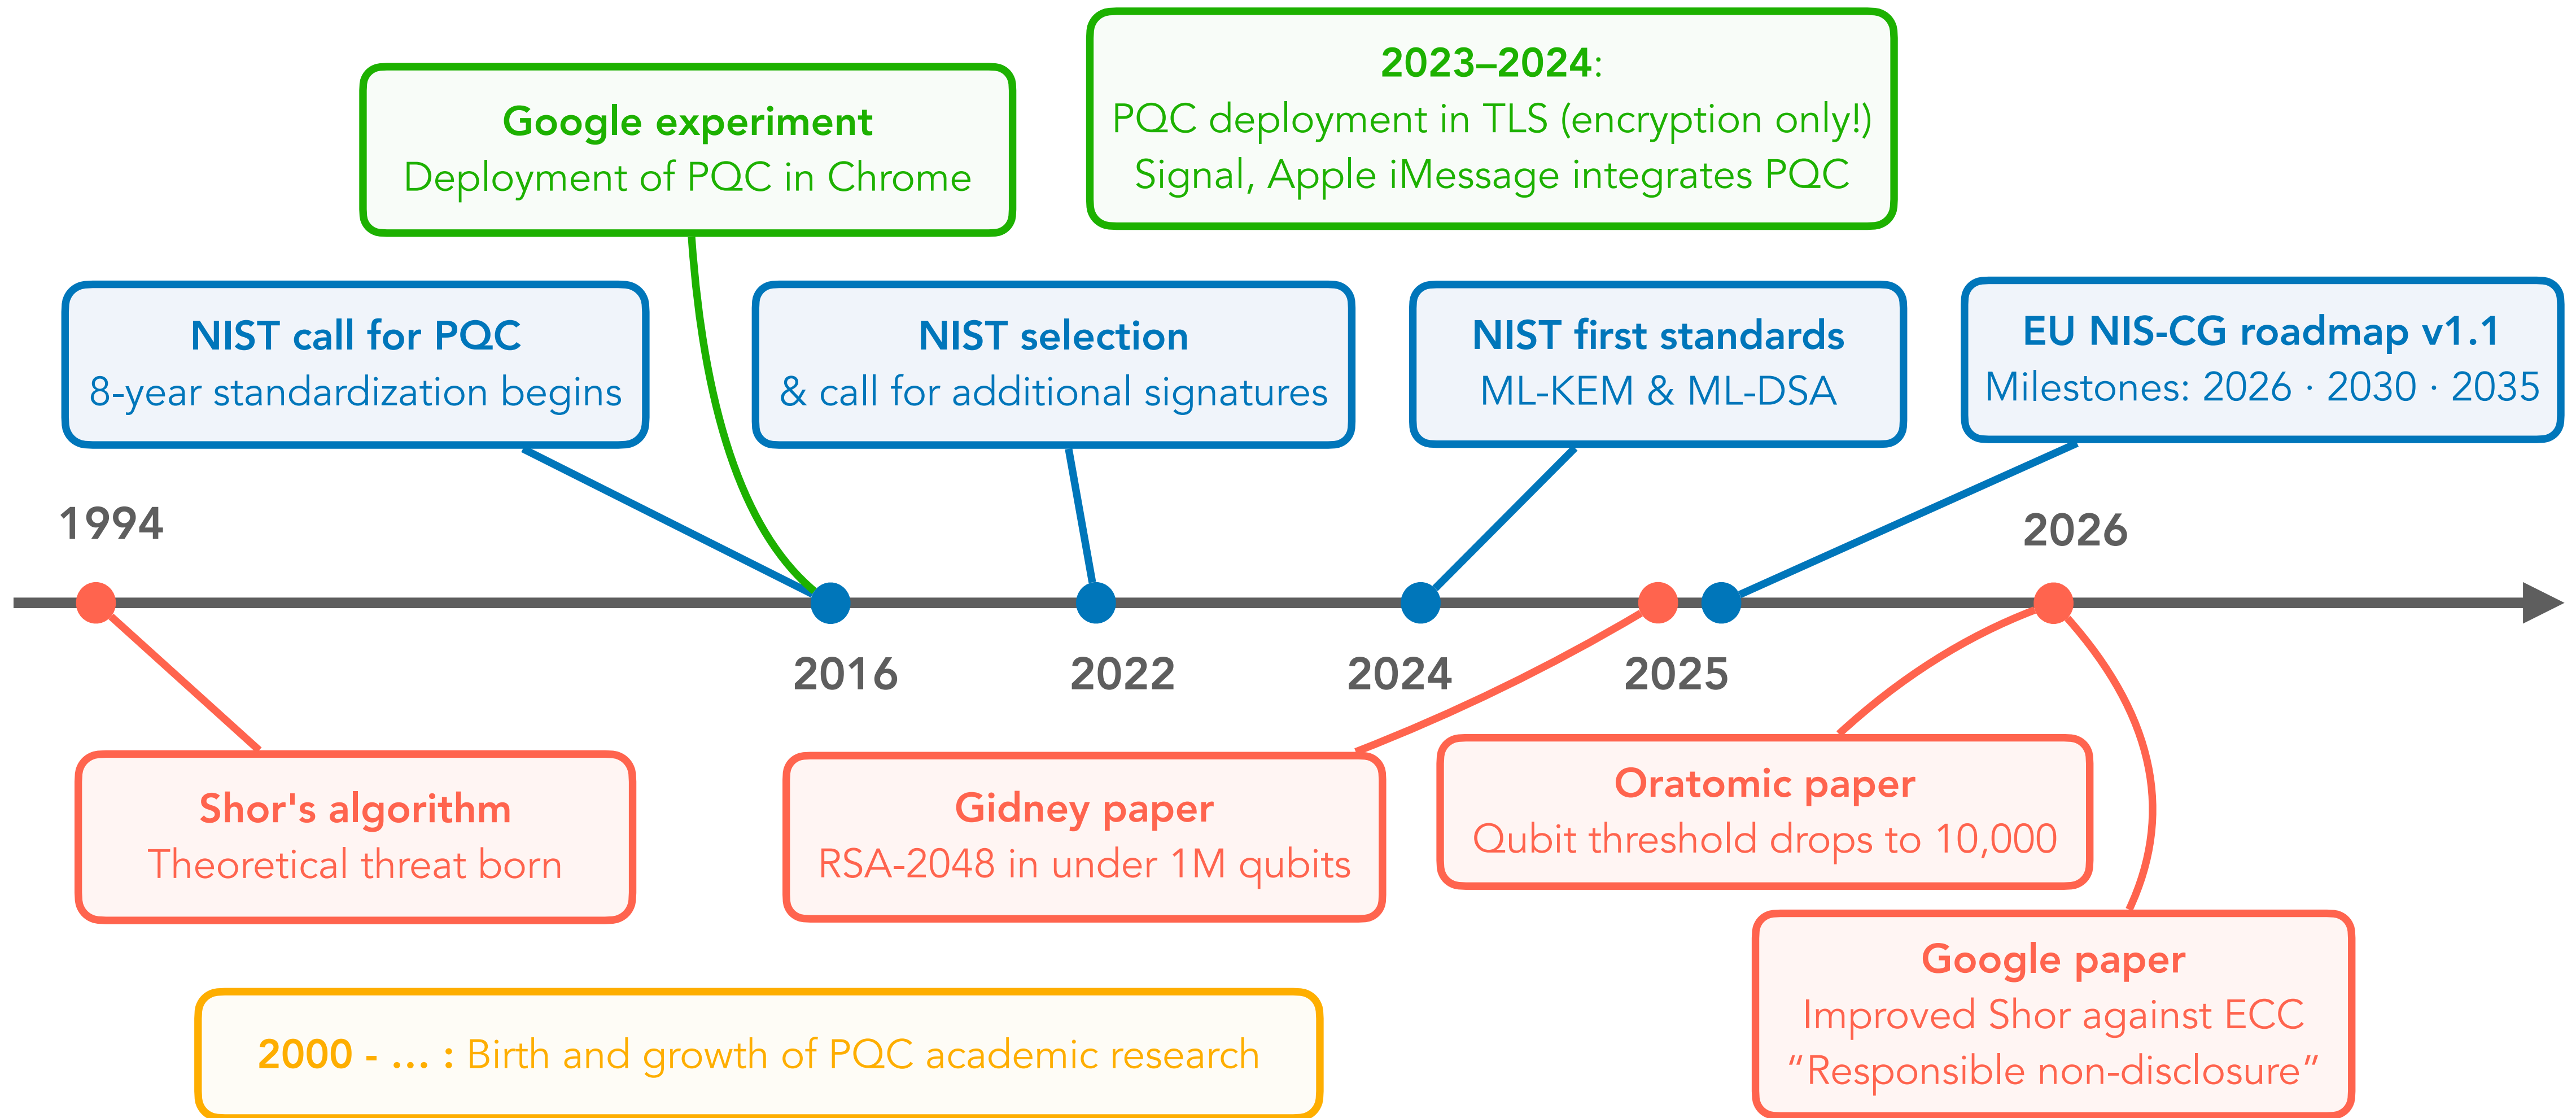 2023–2024:
PQC deployment in TLS (encryption only!)
Signal, Apple iMessage integrates PQC
Google experiment
Deployment of PQC in Chrome
NIST call for PQC
8-year standardization begins
NIST selection
& call for additional signatures
NIST first standards
ML-KEM & ML-DSA
EU NIS-CG roadmap v1.1
Milestones: 2026 · 2030 · 2035
1994
2026
2016
2022
2024
2025
Shor's algorithm
Theoretical threat born
Gidney paper
RSA-2048 in under 1M qubits
Oratomic paper
Qubit threshold drops to 10,000
Google paper
Improved Shor against ECC
“Responsible non-disclosure”
2000 - ... : Birth and growth of PQC academic research